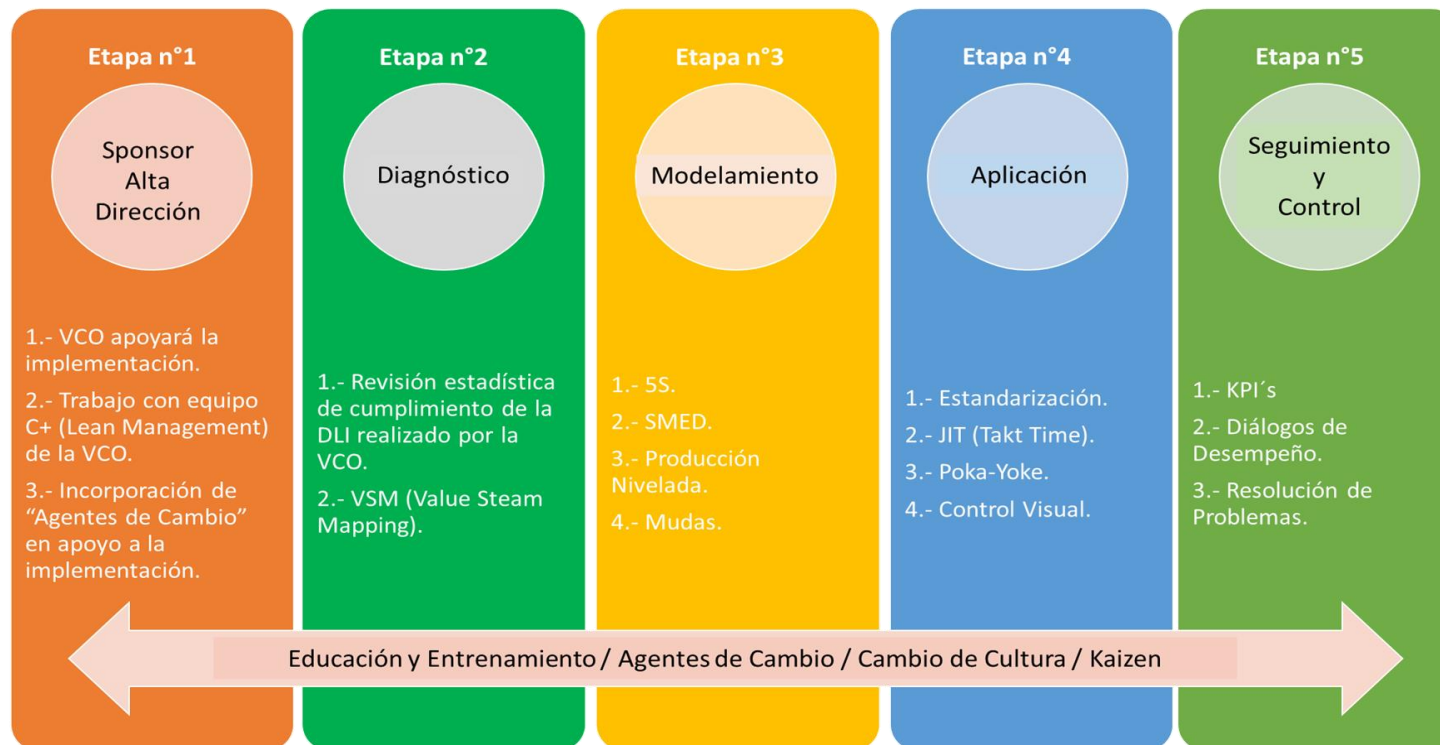 Etapa n°1
Sponsor
Alta
Dirección
1.- VCO apoyará la
implementación.
2.- Trabajo con equipo
C+ (Lean Management)
de la VCO.
3.- Incorporación de
“Agentes de Cambio”
en apoyo a la
implementación.
Etapa n°2
Diagnóstico
1.- Revisión estadística
de cumplimiento de la
DLI realizado por la
VCO.
2.- VSM (Value Steam
Mapping).
Etapa n°3
Modelamiento
1.- 5S.
2.- SMED.
3.- Producción
Nivelada.
4.- Mudas.
Etapa n°4
Aplicación
1.- Estandarización.
2.- JIT (Takt Time).
3.- Poka-Yoke.
4.- Control Visual.
Etapa n°5
Seguimiento
y
Control
1.- KPI´s
2.- Diálogos de
Desempeño.
3.- Resolución de
Problemas.
Educación y Entrenamiento / Agentes de Cambio / Cambio de Cultura / Kaizen